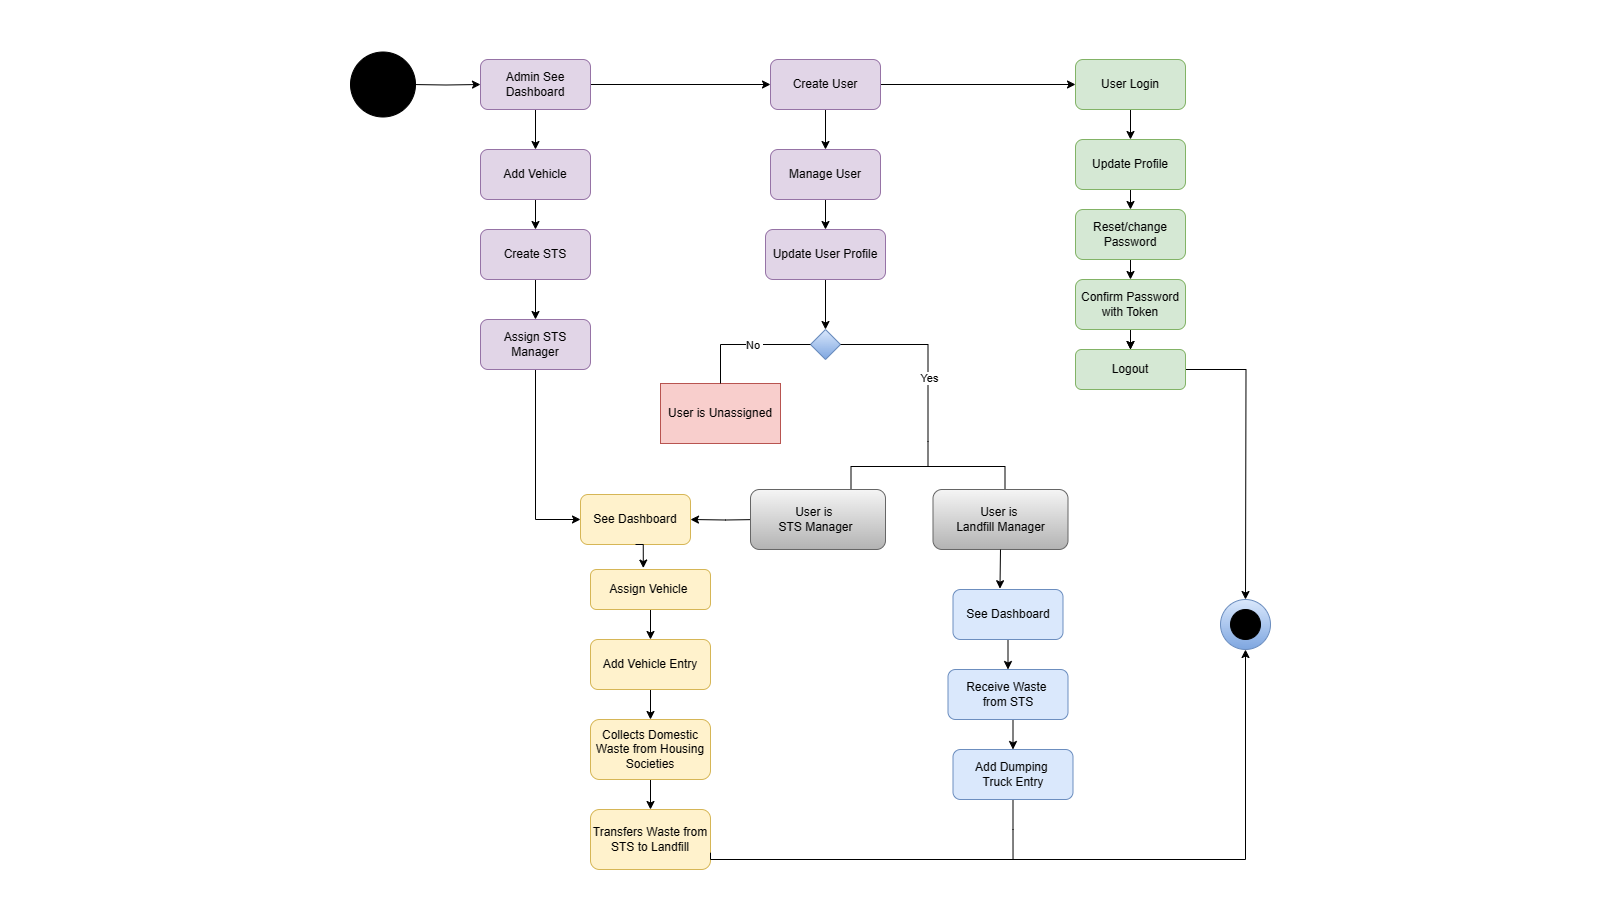 Admin See
Dashboard
Create User
User Login
Add Vehicle
Manage User
Update Profile
Create STS
Update User Profile
Reset/change
Password
Assign STS
Manager
Confirm Password
with Token
No
Yes
Logout
User is Unassigned
See Dashboard
User is
STS Manager
User is
Landfill Manager
Assign Vehicle
See Dashboard
Add Vehicle Entry
Receive Waste
from STS
Collects Domestic
Waste from Housing
Societies
Add Dumping
Truck Entry
Transfers Waste from
STS to Landfill